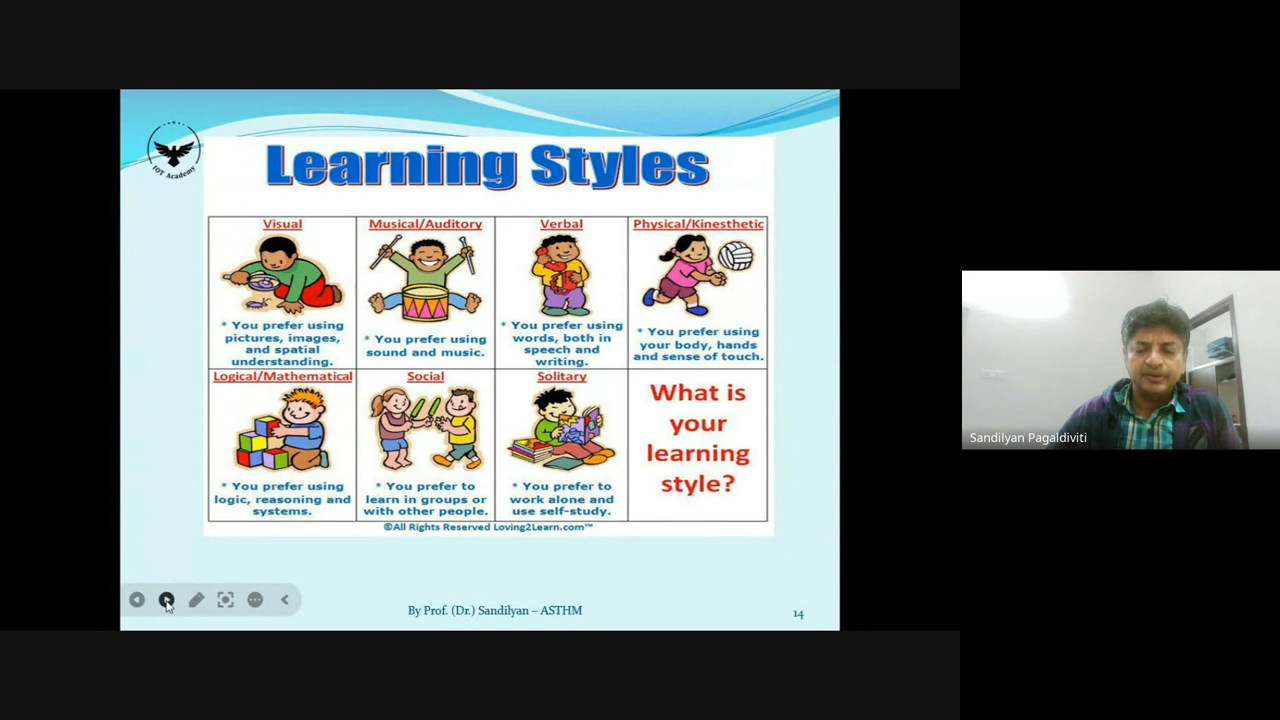 IOT Academy
Learning Styles
Visual
* You prefer using
pictures, images,
and spatial
understanding.
Musical/Auditory
* You prefer using
sound and music.
Verbal
* You prefer using
words, both in
speech and
writing.
Physical/Kinesthetic
* You prefer using
your body, hands
and sense of touch.
Logical/Mathematical
* You prefer using
logic, reasoning and
systems.
Social
* You prefer to
learn in groups or
with other people.
Solitary
* You prefer to
work alone and
use self-study.
What is
your
learning
style?
©All Rights Reserved Loving2Learn.com™
By Prof. (Dr.) Sandilyan – ASTHM
14
Sandilyan Pagaldiviti